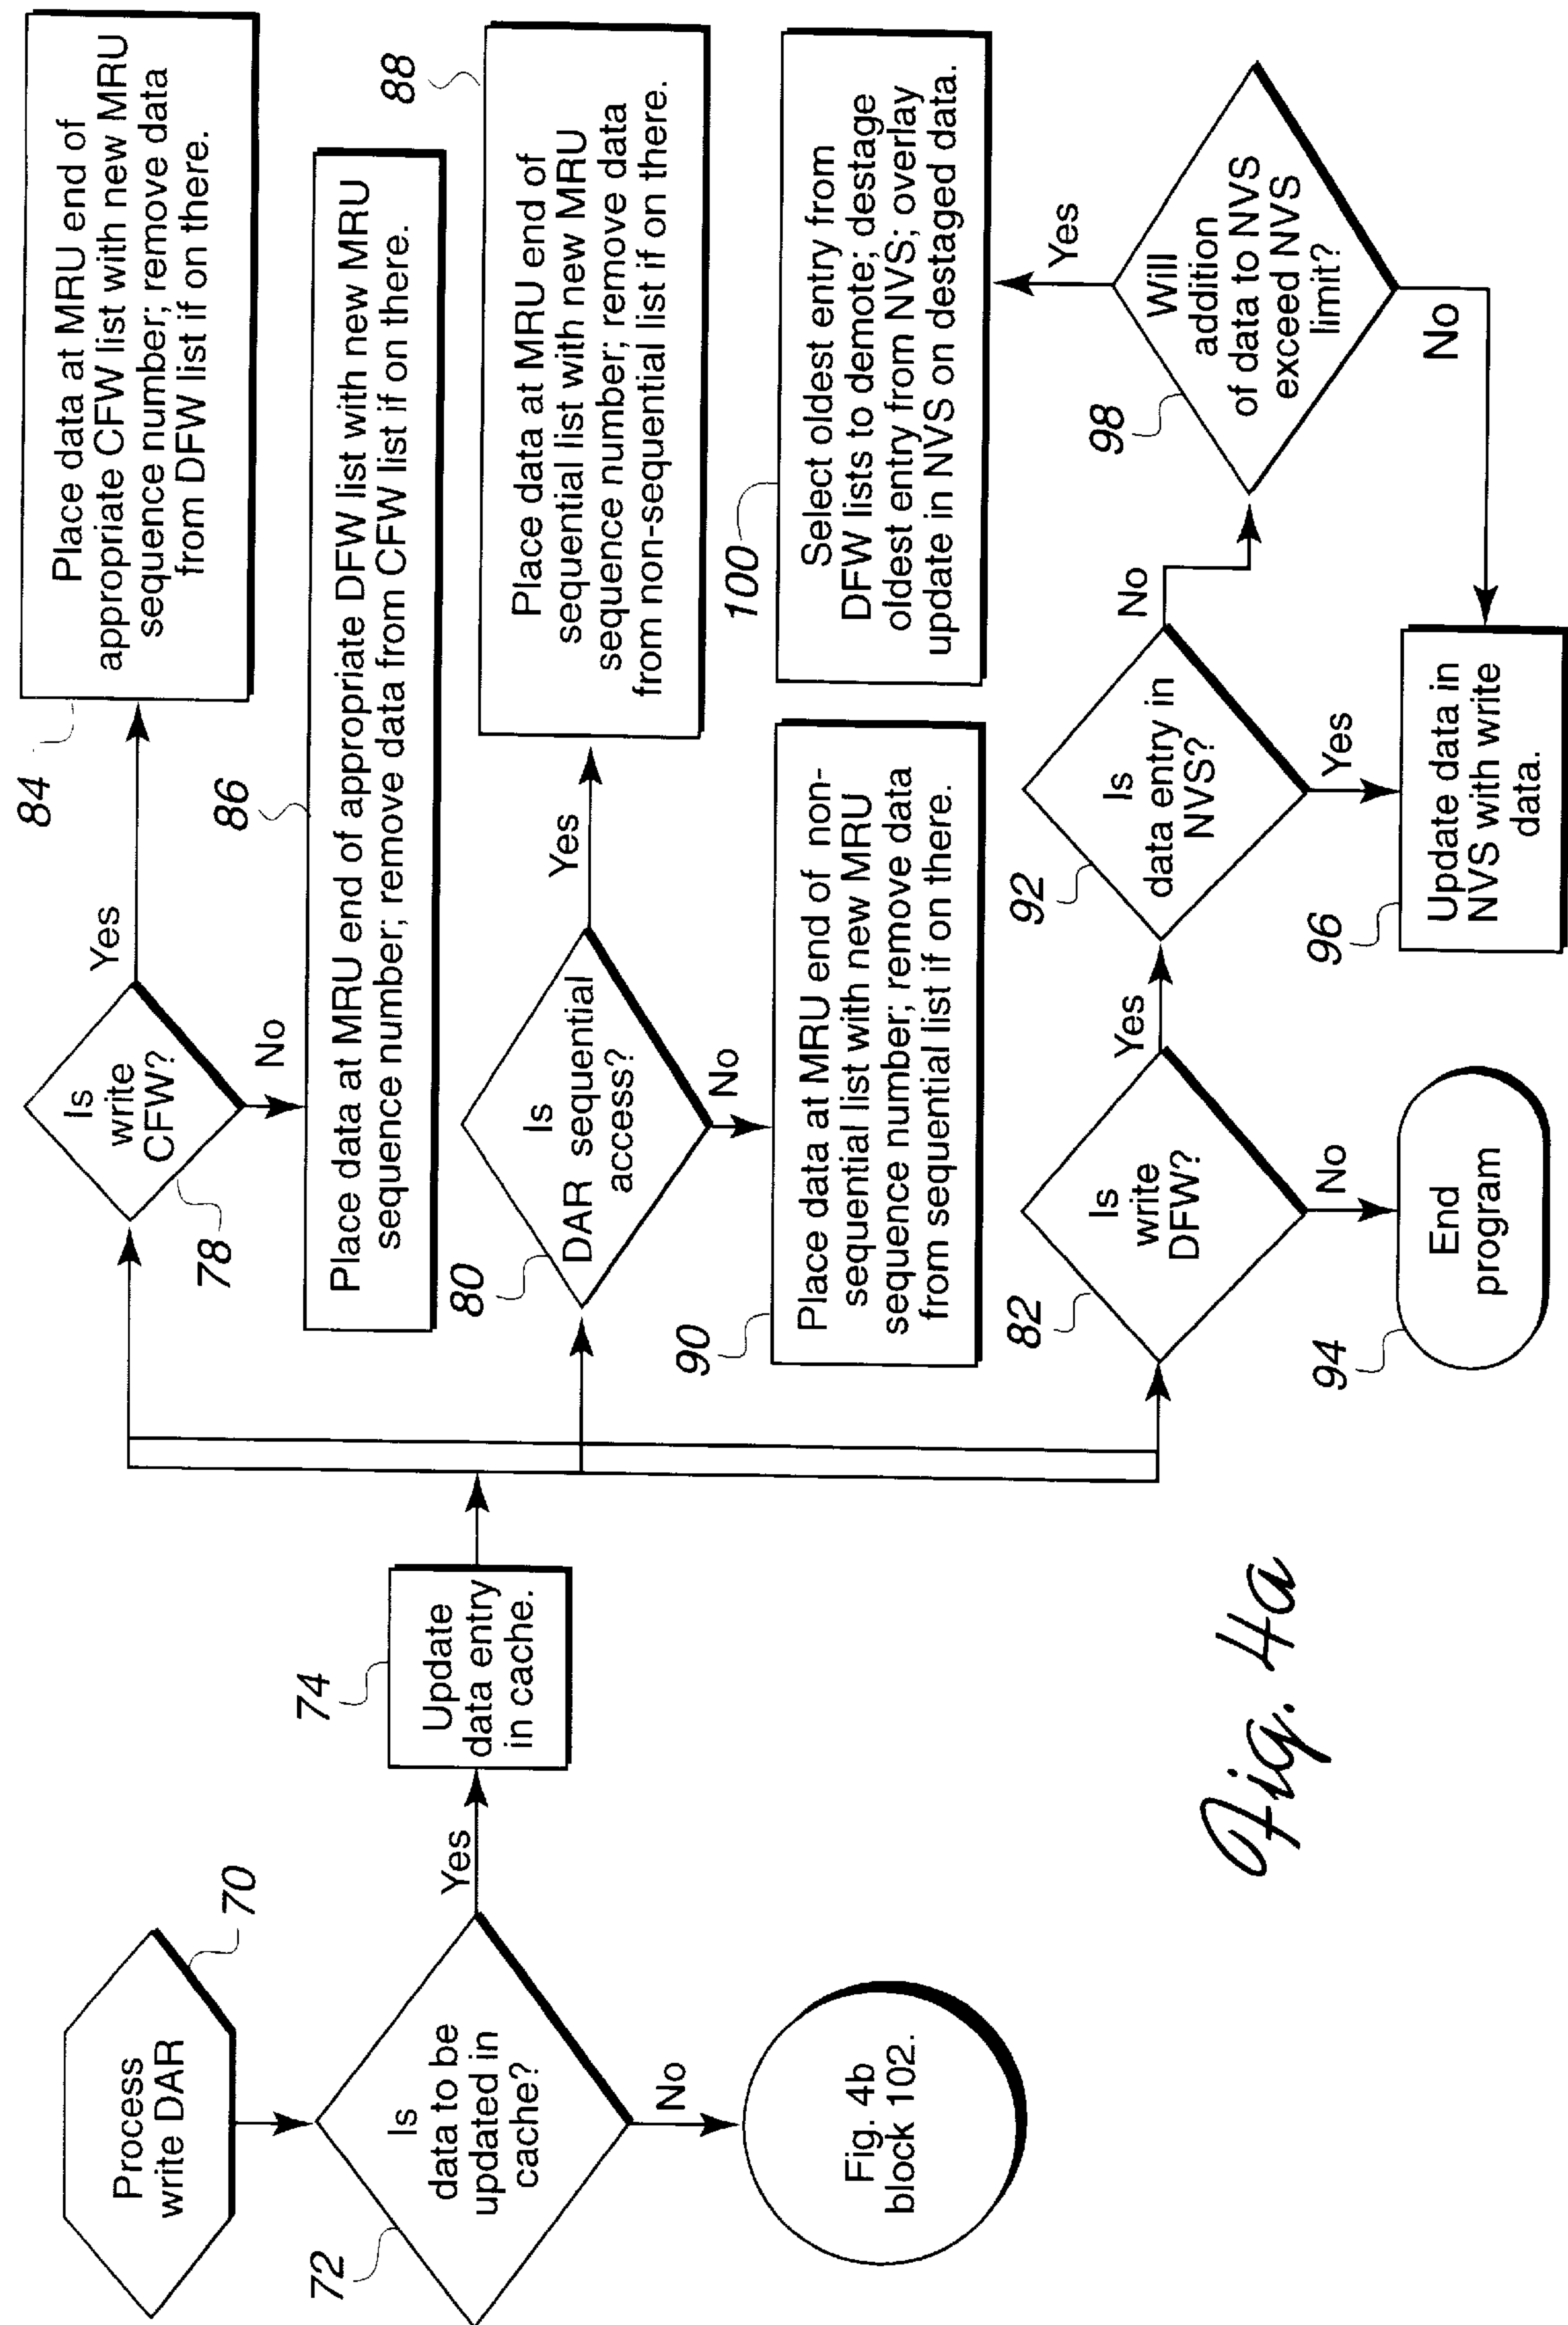 Process
write DAR
70
Is
data to be
updated in
cache?
72
Yes
No
Fig. 4b
block 102.
74
Update
data entry
in cache.
Is
write
CFW?
78
Yes
No
84
Place data at MRU end of
appropriate CFW list with new MRU
sequence number; remove data
from DFW list if on there.
86
Place data at MRU end of appropriate DFW list with new MRU
sequence number; remove data from CFW list if on there.
Is
DAR sequential
access?
80
Yes
No
88
Place data at MRU end of
sequential list with new MRU
sequence number; remove data
from non-sequential list if on there.
90
Place data at MRU end of non-
sequential list with new MRU
sequence number; remove data
from sequential list if on there.
Is
write
DFW?
82
Yes
No
94
End
program
Is
data entry in
NVS?
92
No
Yes
96
Update data in
NVS with write
data.
Will
addition
of data to NVS
exceed NVS
limit?
98
Yes
No
100
Select oldest entry from
DFW lists to demote; destage
oldest entry from NVS; overlay
update in NVS on destaged data.
Fig. 4a